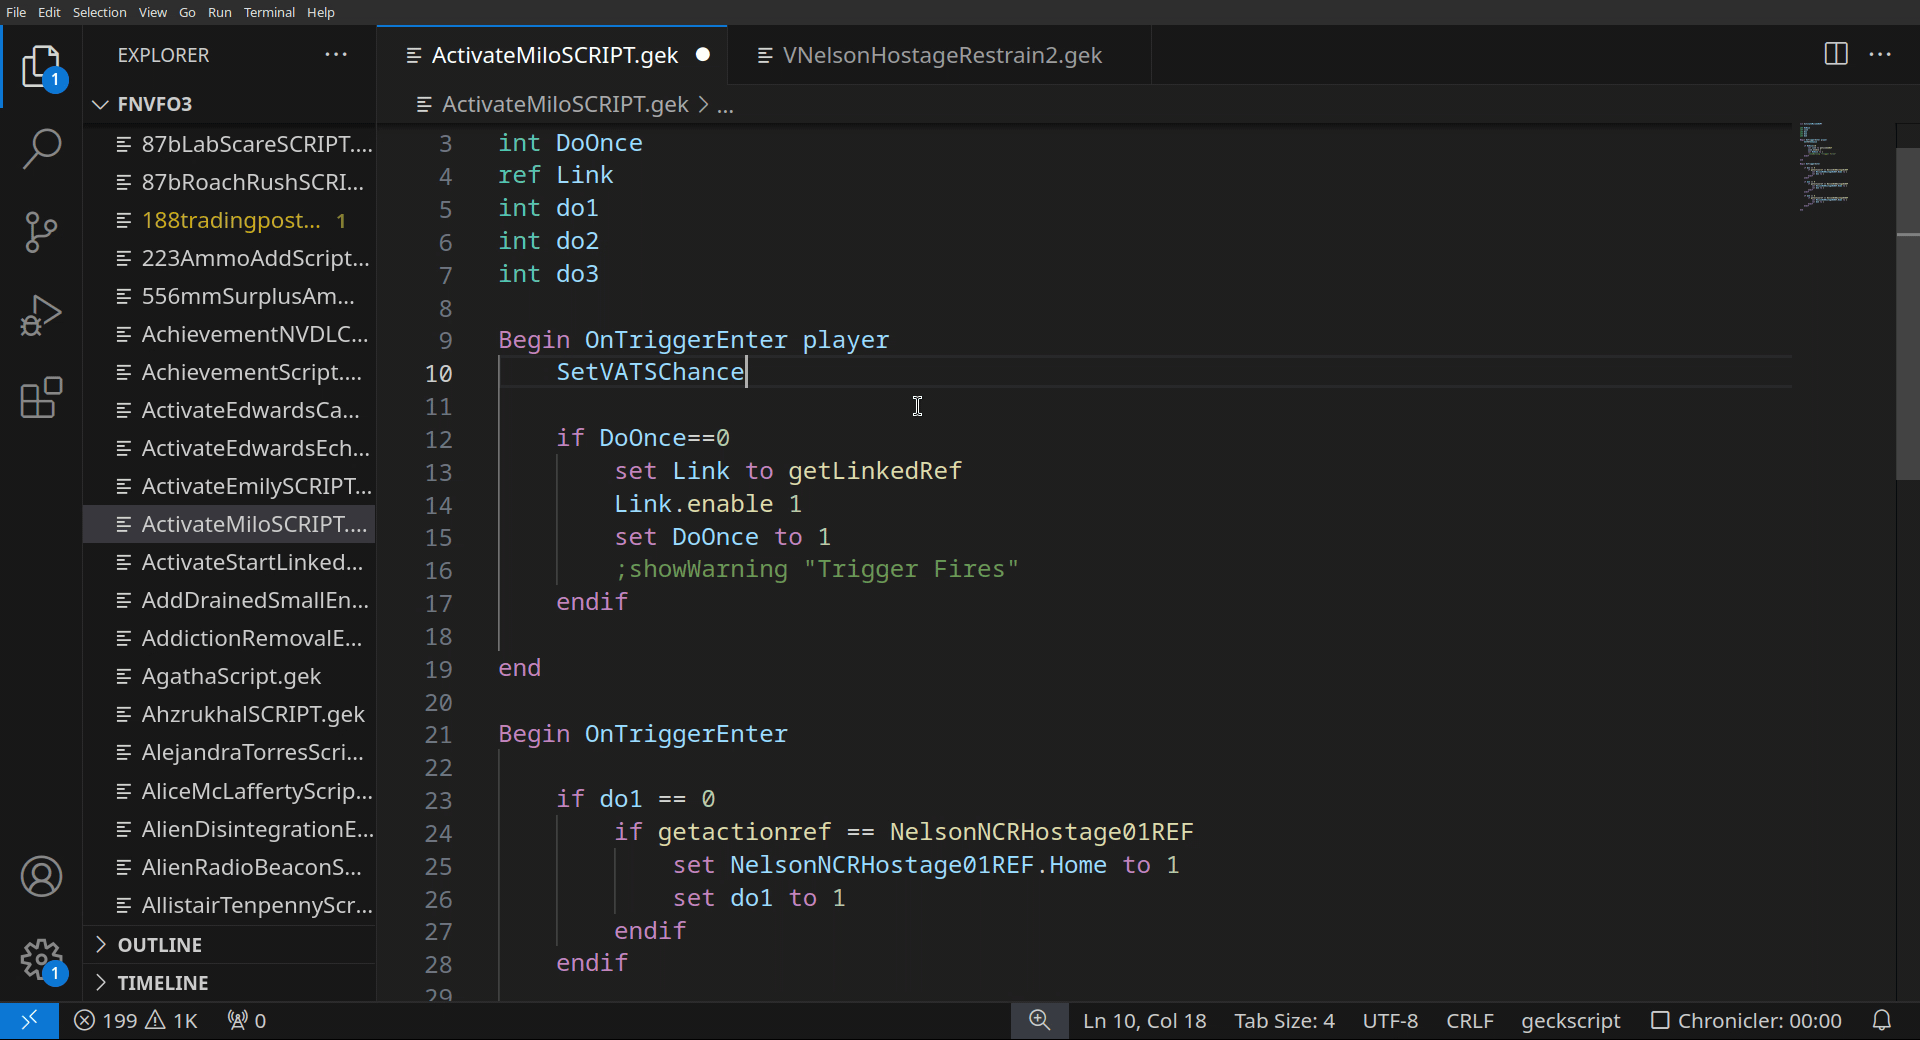 File Edit Selection View Go Run Terminal Help
EXPLORER ...
1
FNVFO3
87bLabScareSCRIPT....
87bRoachRushSCRI...
188tradingpost... 1
223AmmoAddScript...
556mmSurplusAm...
AchievementNVDLC...
AchievementScript....
ActivateEdwardsCa...
ActivateEdwardsEch...
ActivateEmilySCRIPT...
ActivateMiloSCRIPT....
ActivateStartLinked...
AddDrainedSmallEn...
AddictionRemovalE...
AgathaScript.gek
AhzrukhalSCRIPT.gek
AlejandraTorresScri...
AliceMcLaffertyScrip...
AlienDisintegrationE...
AlienRadioBeaconS...
AllistairTenpennyScr...
OUTLINE
1
TIMELINE
ActivateMiloSCRIPT.gek VNelsonHostageRestrain2.gek ...
ActivateMiloSCRIPT.gek > ...
3 int DoOnce
4 ref Link
5 int do1
6 int do2
7 int do3
8
9 Begin OnTriggerEnter player
10 SetVATSChance
11
12 if DoOnce==0
13 set Link to getLinkedRef
14 Link.enable 1
15 set DoOnce to 1
16 ;showWarning "Trigger Fires"
17 endif
18
19 end
20
21 Begin OnTriggerEnter
22
23 if do1 == 0
24 if getactionref == NelsonNCRHostage01REF
25 set NelsonNCRHostage01REF.Home to 1
26 set do1 to 1
27 endif
28 endif
29
199 1K 0 Ln 10, Col 18 Tab Size: 4 UTF-8 CRLF geckscript Chronicler: 00:00